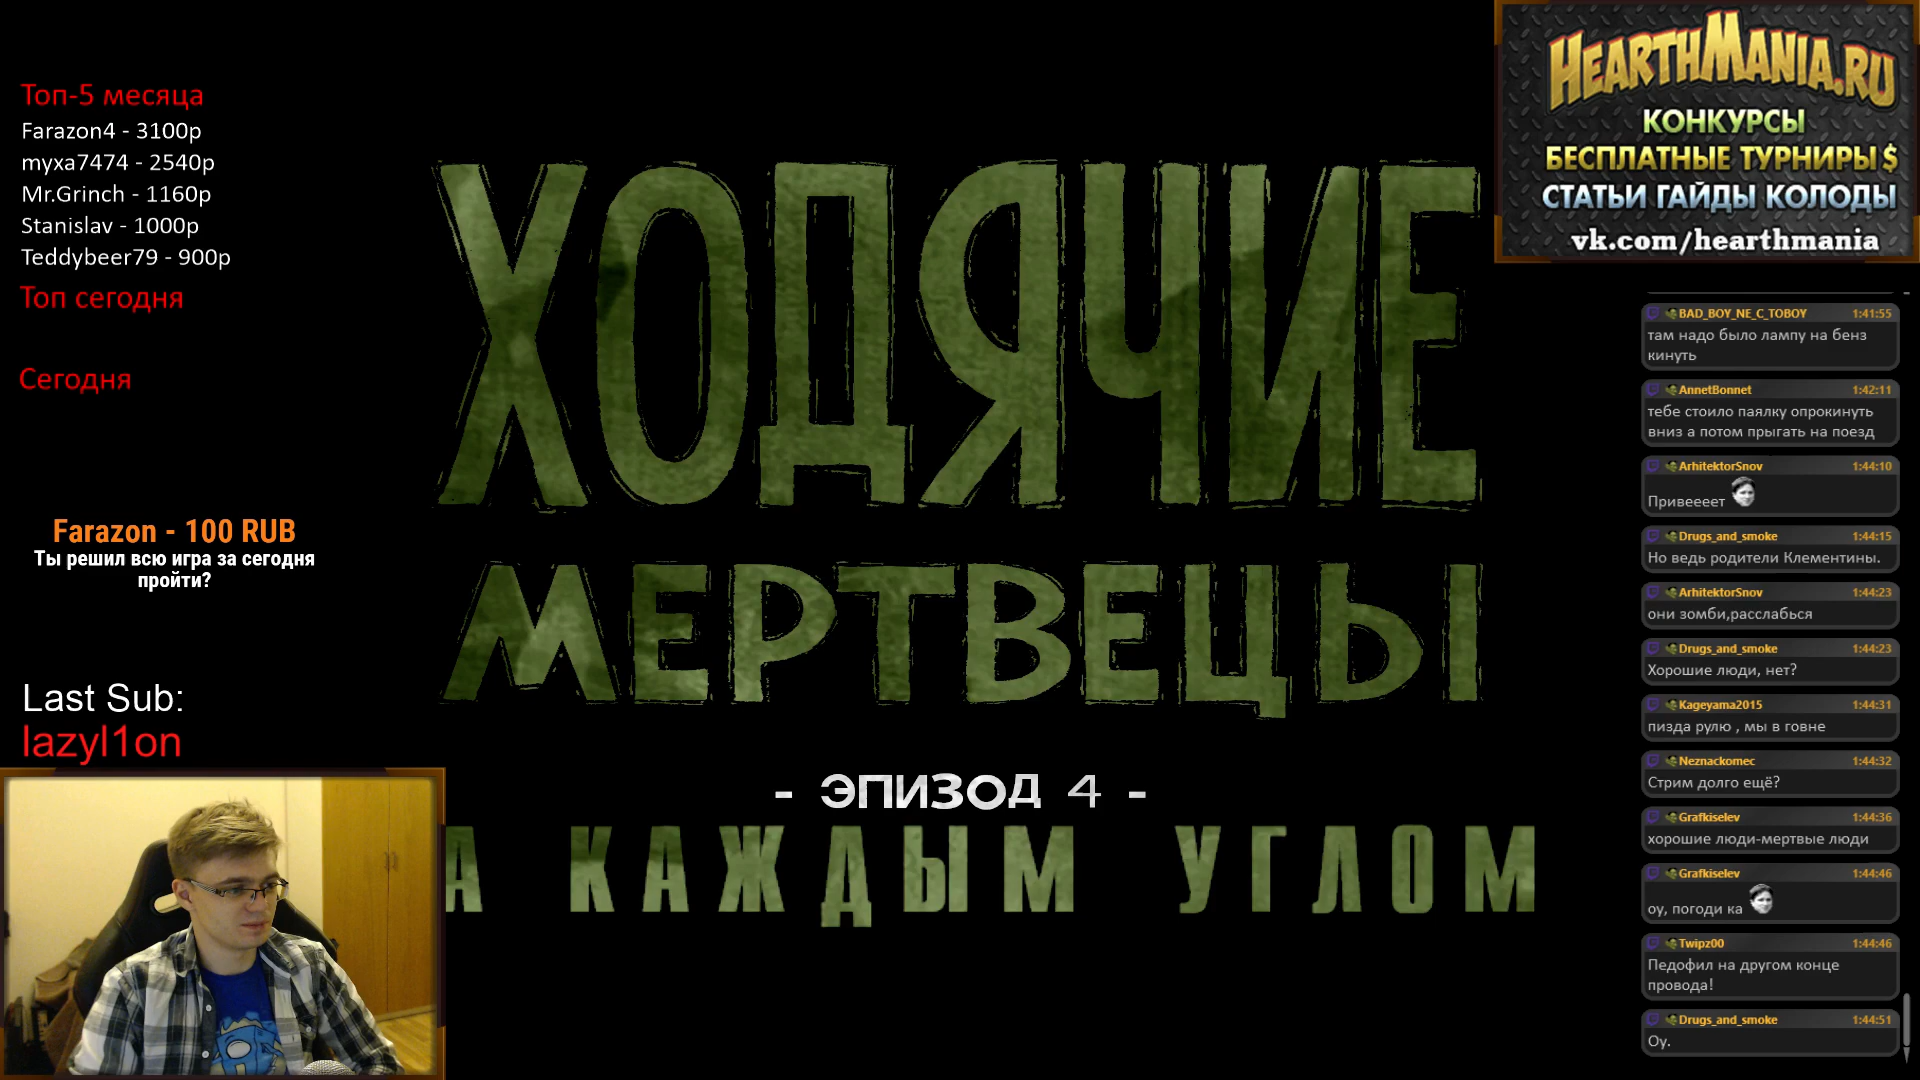 Топ-5 месяца
Farazon4 - 3100р
myxa7474 - 2540р
Mr.Grinch - 1160р
Stanislav - 1000р
Teddybeer79 - 900р
Топ сегодня
Сегодня
Farazon - 100 RUB
Ты решил всю игра за сегодня
пройти?
Last Sub:
lazyl1on
ХОДЯЧИЕ
МЕРТВЕЦЫ
- ЭПИЗОД 4 -
А КАЖДЫМ УГЛОМ
HEARTHMANIA.RU
КОНКУРСЫ
БЕСПЛАТНЫЕ ТУРНИРЫ $
СТАТЬИ ГАЙДЫ КОЛОДЫ
vk.com/hearthmania
BAD_BOY_NE_C_TOBOY 1:41:55
там надо было лампу на бенз
кинуть
AnnetBonnet 1:42:11
тебе стоило паялку опрокинуть
вниз а потом прыгать на поезд
ArhitektorSnov 1:44:10
Привеееет
Drugs_and_smoke 1:44:15
Но ведь родители Клементины.
ArhitektorSnov 1:44:23
они зомби,расслабься
Drugs_and_smoke 1:44:23
Хорошие люди, нет?
Kageyama2015 1:44:31
пизда рулю , мы в говне
Neznackomec 1:44:32
Стрим долго ещё?
Grafkiselev 1:44:36
хорошие люди-мертвые люди
Grafkiselev 1:44:46
оу, погоди ка
Twipz00 1:44:46
Педофил на другом конце
провода!
Drugs_and_smoke 1:44:51
Оу.